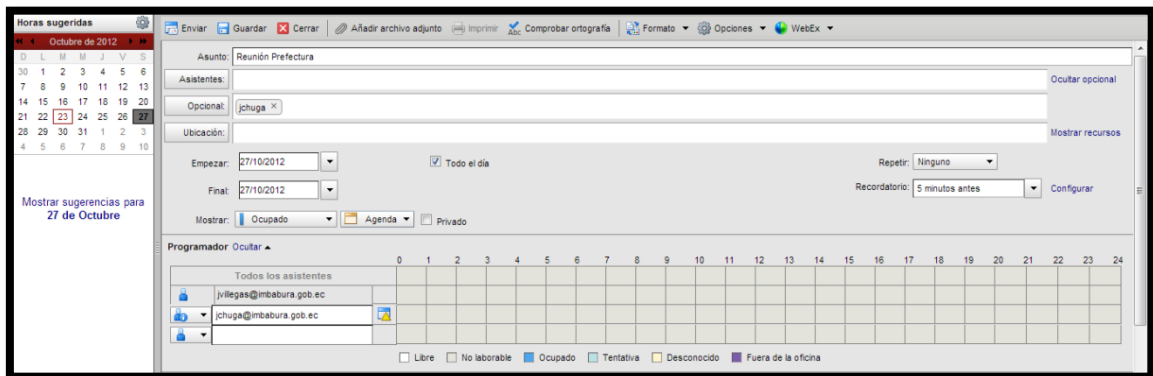 Horas sugeridas
Octubre de 2012
D L M M J V S
30 1 2 3 4 5 6
7 8 9 10 11 12 13
14 15 16 17 18 19 20
21 22 23 24 25 26 27
28 29 30 31 1 2 3
4 5 6 7 8 9 10
Mostrar sugerencias para
27 de Octubre
Enviar Guardar Cerrar Añadir archivo adjunto Imprimir Comprobar ortografía Formato Opciones WebEx
Asunto: Reunión Prefectura
Asistentes: Ocultar opcional
Opcional: jchuga ×
Ubicación: Mostrar recursos
Empezar: 27/10/2012 Todo el día Repetir: Ninguno
Final: 27/10/2012 Recordatorio: 5 minutos antes Configurar
Mostrar: Ocupado Agenda Privado
Programador Ocultar
0 1 2 3 4 5 6 7 8 9 10 11 12 13 14 15 16 17 18 19 20 21 22 23 24
Todos los asistentes
jvillegas@imbabura.gob.ec
jchuga@imbabura.gob.ec
Libre No laborable Ocupado Tentativa Desconocido Fuera de la oficina